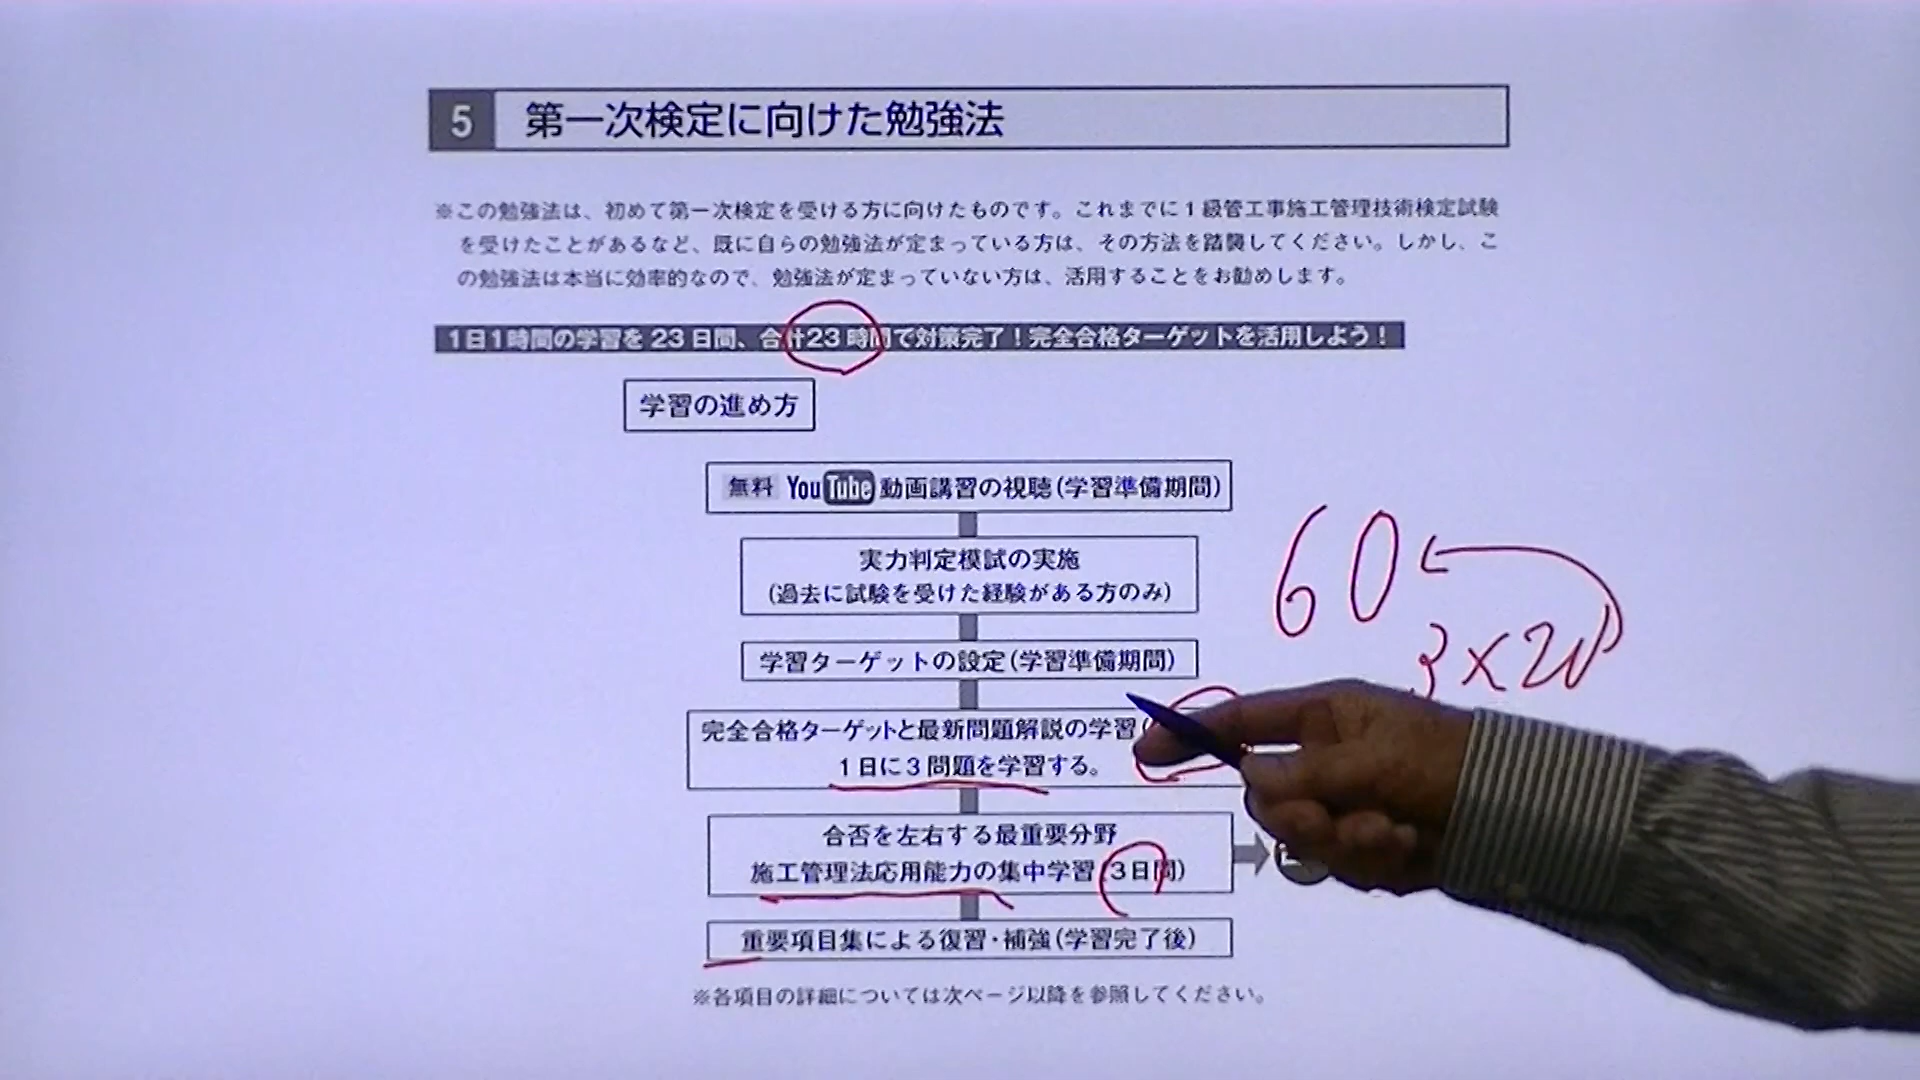 5 第一次検定に向けた勉強法
※この勉強法は、初めて第一次検定を受ける方に向けたものです。これまでに1級管工事施工管理技術検定試験
を受けたことがあるなど、既に自らの勉強法が定まっている方は、その方法を踏襲してください。しかし、こ
の勉強法は本当に効率的なので、勉強法が定まっていない方は、活用することをお勧めします。
1日1時間の学習を23日間、合計23時間で対策完了！完全合格ターゲットを活用しよう！
学習の進め方
無料 YouTube 動画講習の視聴(学習準備期間)
実力判定模試の実施
(過去に試験を受けた経験がある方のみ)
学習ターゲットの設定(学習準備期間)
完全合格ターゲットと最新問題解説の学習(
1日に3問題を学習する。
合否を左右する最重要分野
施工管理法応用能力の集中学習(3日間)
重要項目集による復習・補強(学習完了後)
※各項目の詳細については次ページ以降を参照してください。
60
3×20